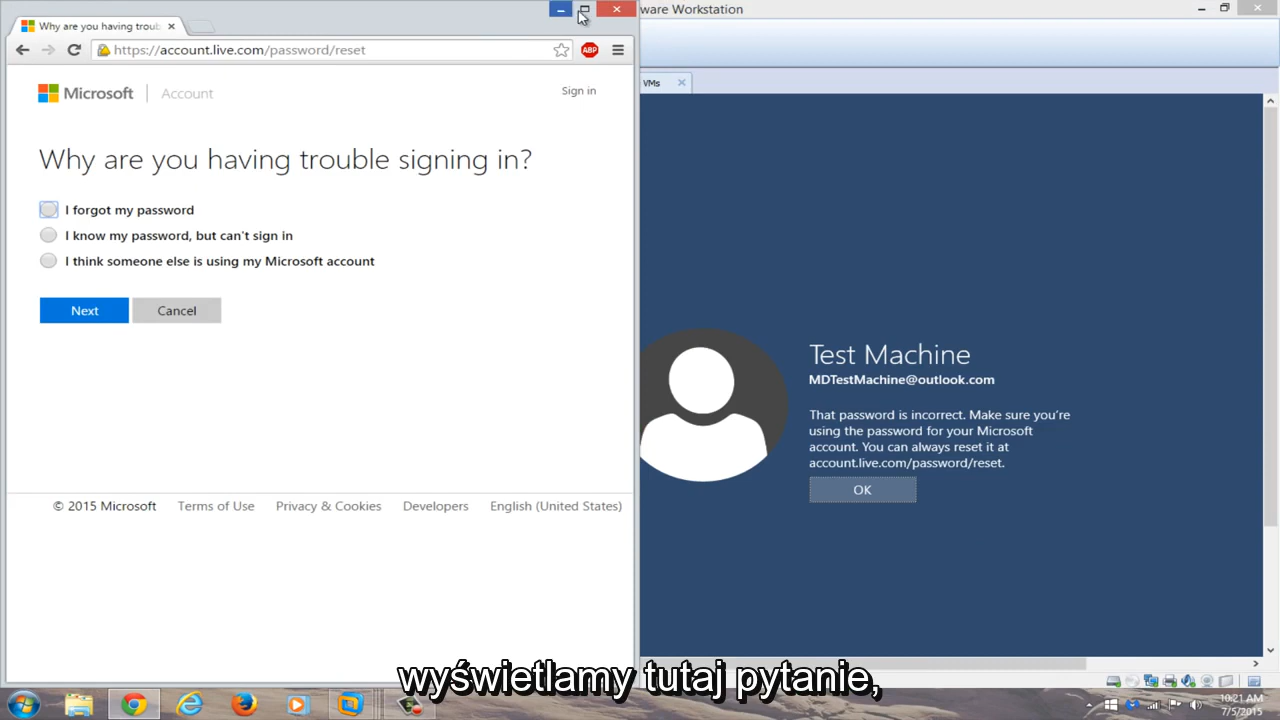 Why are you having troub
ware Workstation
https://account.live.com/password/reset
ABP
VMs
Microsoft
Account
Sign in
Why are you having trouble signing in?
I forgot my password
I know my password, but can't sign in
I think someone else is using my Microsoft account
Next
Cancel
© 2015 Microsoft
Terms of Use
Privacy & Cookies
Developers
English (United States)
Test Machine
MDTestMachine@outlook.com
That password is incorrect. Make sure you're
using the password for your Microsoft
account. You can always reset it at
account.live.com/password/reset.
OK
wyświetlamy tutaj pytanie,
10:21 AM
7/5/2015